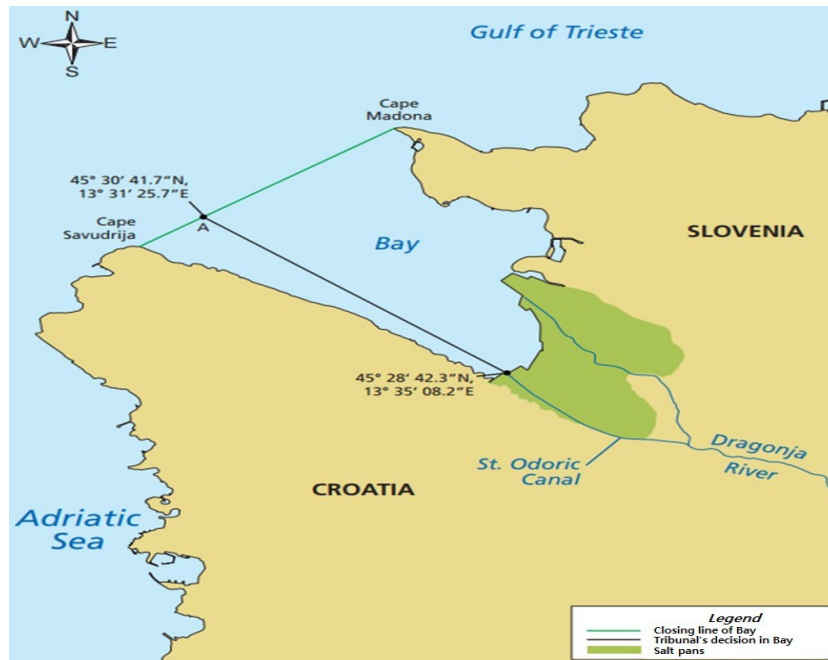 N
W E
S
Gulf of Trieste
Cape
Madona
45° 30’ 41.7”N,
13° 31’ 25.7”E
A
Cape
Savudrija
Bay
SLOVENIA
45° 28’ 42.3”N,
13° 35’ 08.2”E
St. Odoric
Canal
Dragonja
River
CROATIA
Adriatic
Sea
Legend
Closing line of Bay
Tribunal's decision in Bay
Salt pans